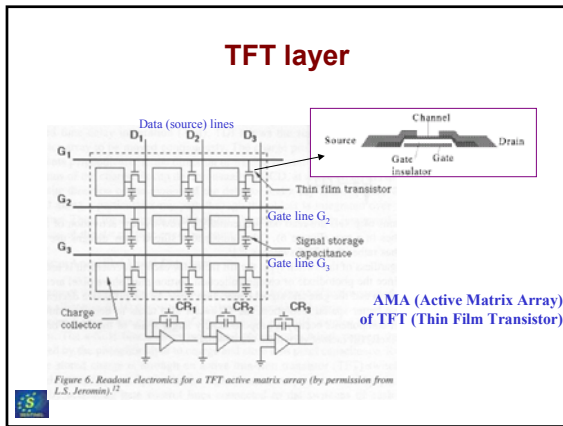 TFT layer
Data (source) lines
D1 D2 D3
Channel
Source
Drain
Gate insulator
Gate
G1
Thin film transistor
G2
Gate line G2
Signal storage capacitance
G3
Gate line G3
Charge collector
CR1 CR2 CR3
AMA (Active Matrix Array)
of TFT (Thin Film Transistor)
Figure 6. Readout electronics for a TFT active matrix array (by permission from
L.S. Jeromin).12
S
SENTINEL